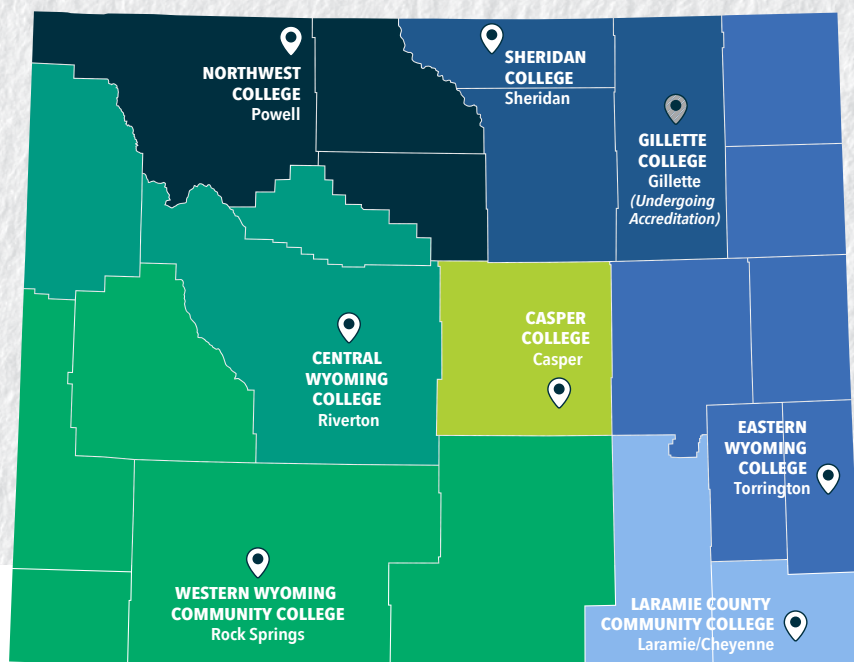 NORTHWEST
COLLEGE
Powell
SHERIDAN
COLLEGE
Sheridan
GILLETTE
COLLEGE
Gillette
(Undergoing
Accreditation)
CENTRAL
WYOMING
COLLEGE
Riverton
CASPER
COLLEGE
Casper
EASTERN
WYOMING
COLLEGE
Torrington
WESTERN WYOMING
COMMUNITY COLLEGE
Rock Springs
LARAMIE COUNTY
COMMUNITY COLLEGE
Laramie/Cheyenne